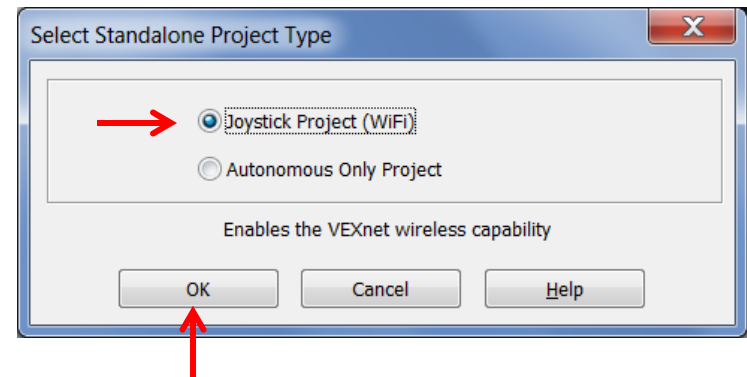 Select Standalone Project Type
X
Joystick Project (WiFi)
Autonomous Only Project
Enables the VEXnet wireless capability
OK Cancel Help